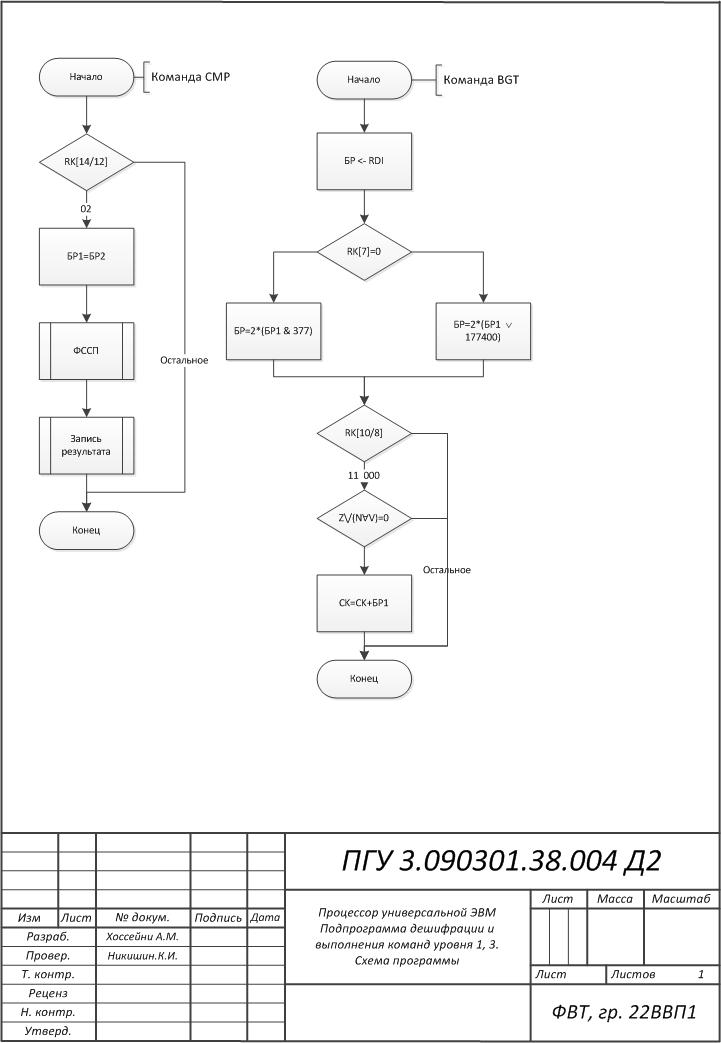 Начало
Команда CMP
RK[14/12]
02
БР1=БР2
ФССП
Остальное
Запись
результата
Конец
Начало
Команда BGT
БР <- RDI
RK[7]=0
БР=2*(БР1 & 377)
БР=2*(БР1 ∨
177400)
RK[10/8]
11 000
Z\/(N∀V)=0
Остальное
СК=СК+БР1
Конец
ПГУ 3.090301.38.004 Д2
Изм Лист № докум. Подпись Дата
Разраб. Хоссейни А.М.
Провер. Никишин.К.И.
Т. контр.
Реценз
Н. контр.
Утверд.
Процессор универсальной ЭВМ
Подпрограмма дешифрации и
выполнения команд уровня 1, 3.
Схема программы
Лист Масса Масштаб
Лист Листов 1
ФВТ, гр. 22ВВП1